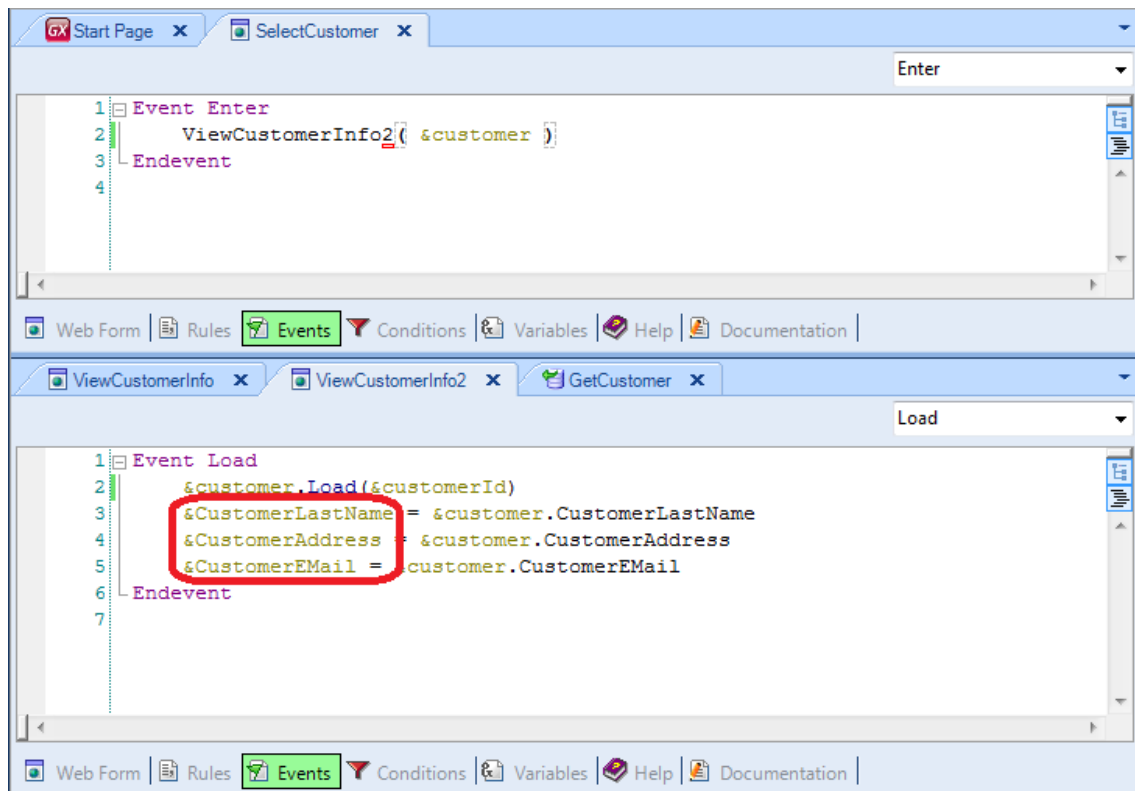 GX Start Page x SelectCustomer x
Enter
1 Event Enter
2 ViewCustomerInfo2( &customer )
3 Endevent
4
Web Form Rules Events Conditions Variables Help Documentation
ViewCustomerInfo x ViewCustomerInfo2 x GetCustomer x
Load
1 Event Load
2 &customer.Load(&customerId)
3 &CustomerLastName = &customer.CustomerLastName
4 &CustomerAddress = &customer.CustomerAddress
5 &CustomerEMail = &customer.CustomerEMail
6 Endevent
7
Web Form Rules Events Conditions Variables Help Documentation